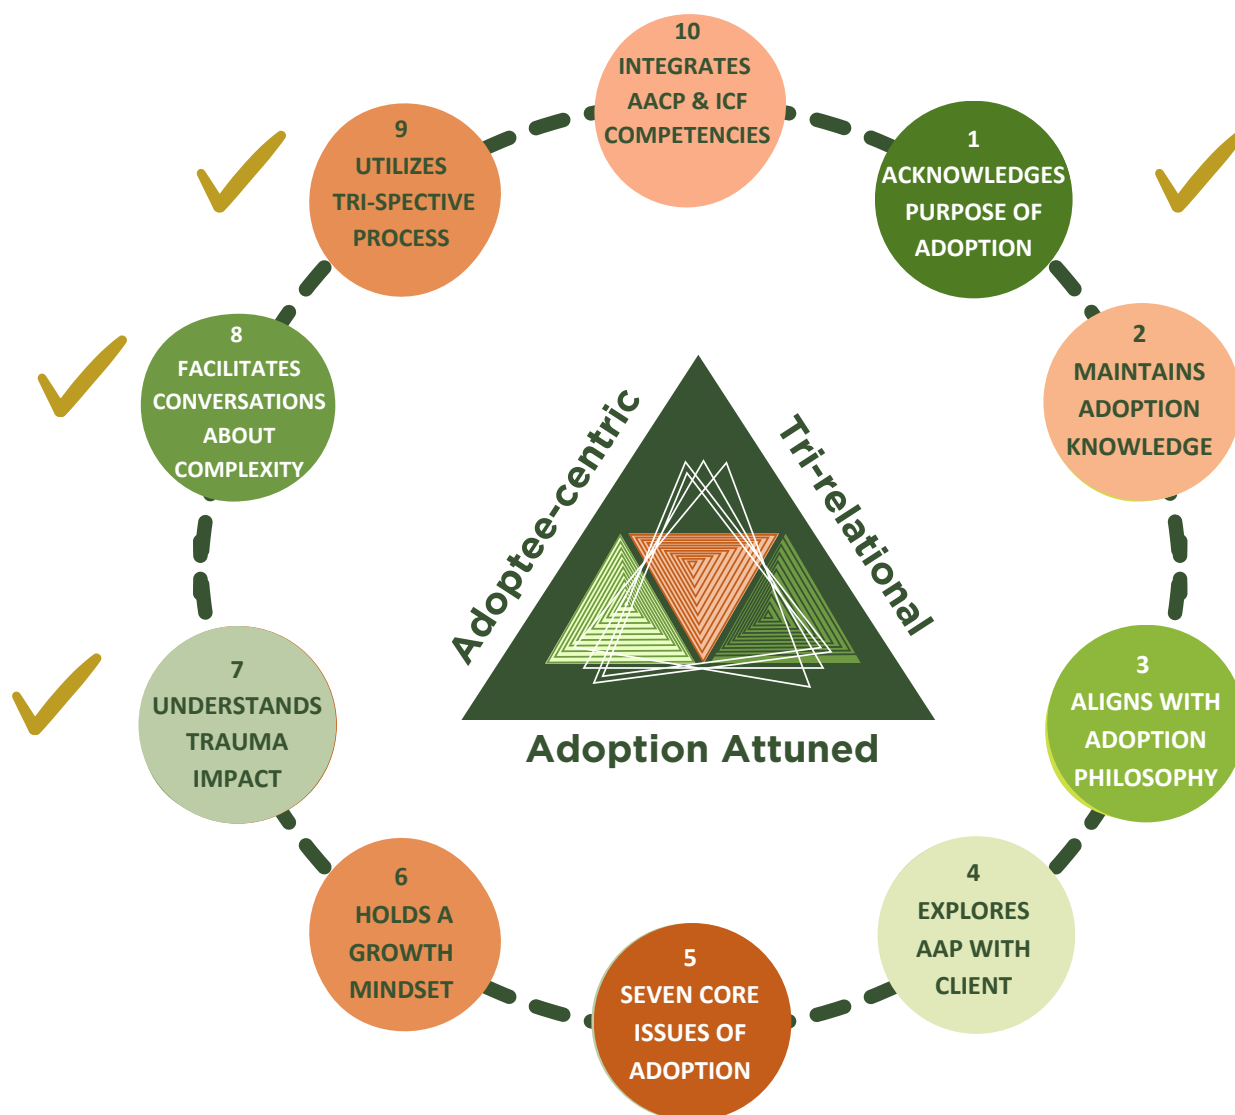 10
INTEGRATES
AACP & ICF
COMPETENCIES
1
ACKNOWLEDGES
PURPOSE OF
ADOPTION
2
MAINTAINS
ADOPTION
KNOWLEDGE
3
ALIGNS WITH
ADOPTION
PHILOSOPHY
4
EXPLORES
AAP WITH
CLIENT
5
SEVEN CORE
ISSUES OF
ADOPTION
6
HOLDS A
GROWTH
MINDSET
7
UNDERSTANDS
TRAUMA
IMPACT
8
FACILITATES
CONVERSATIONS
ABOUT
COMPLEXITY
9
UTILIZES
TRI-SPECTIVE
PROCESS
Adoptee-centric
Tri-relational
Adoption Attuned